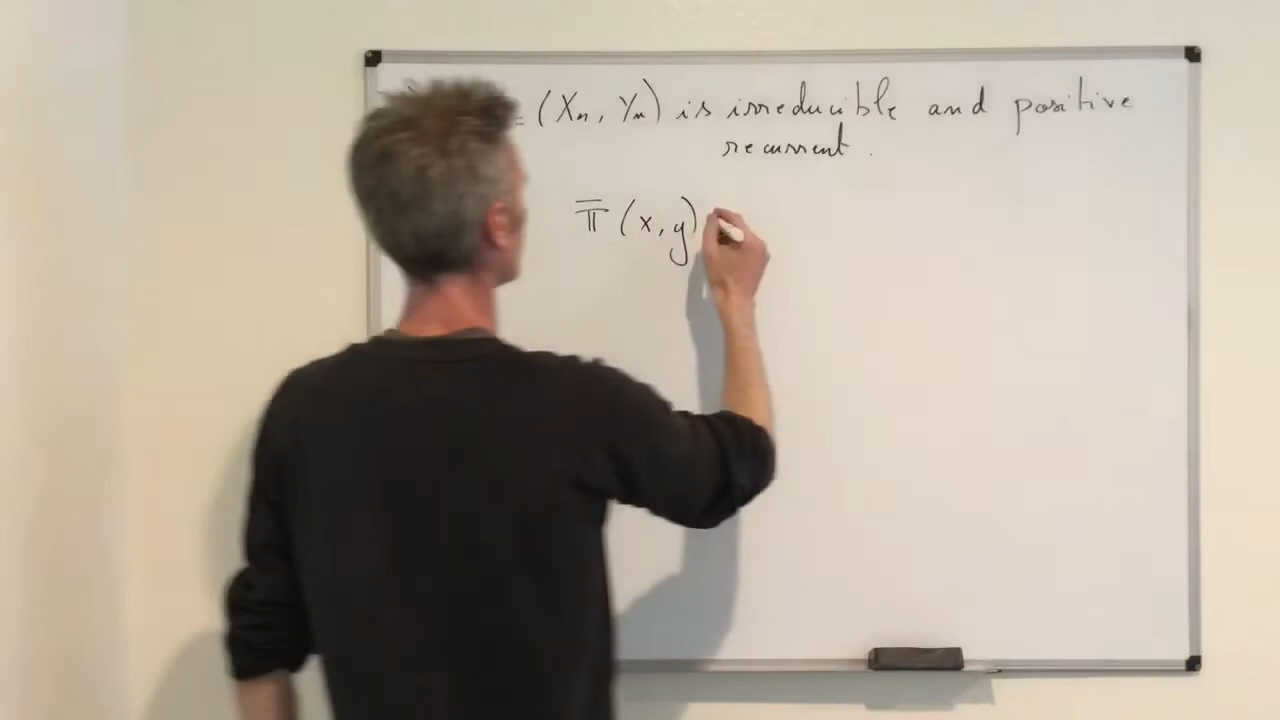 = (Xn, Yn) is irreducible and positive
recurrent.
π̅ (x, y)